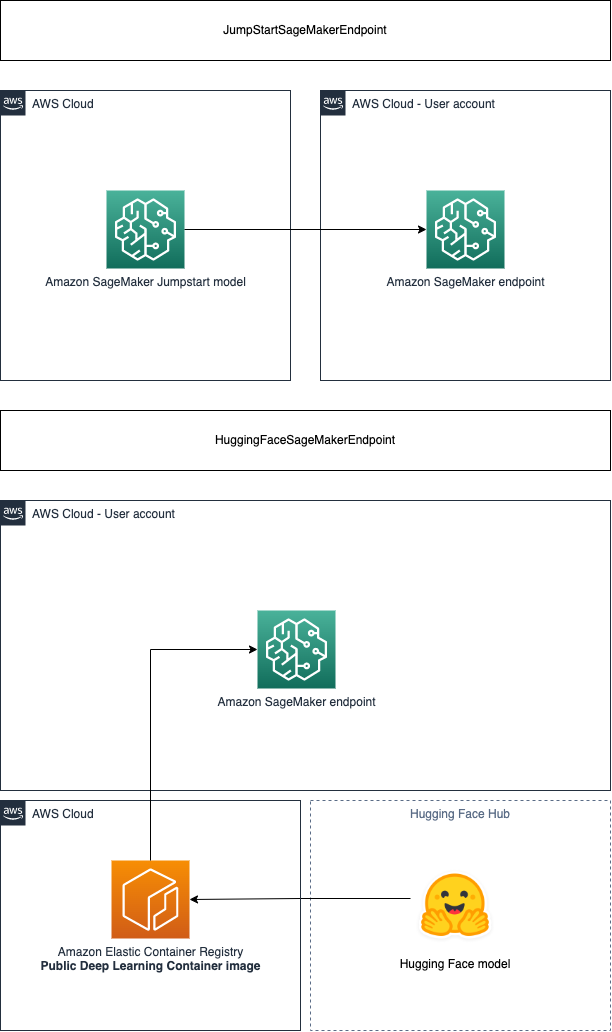 JumpStartSageMakerEndpoint
aws
AWS Cloud
aws
AWS Cloud - User account
Amazon SageMaker Jumpstart model
Amazon SageMaker endpoint
HuggingFaceSageMakerEndpoint
aws
AWS Cloud - User account
Amazon SageMaker endpoint
aws
AWS Cloud
Hugging Face Hub
Amazon Elastic Container Registry
Public Deep Learning Container image
Hugging Face model